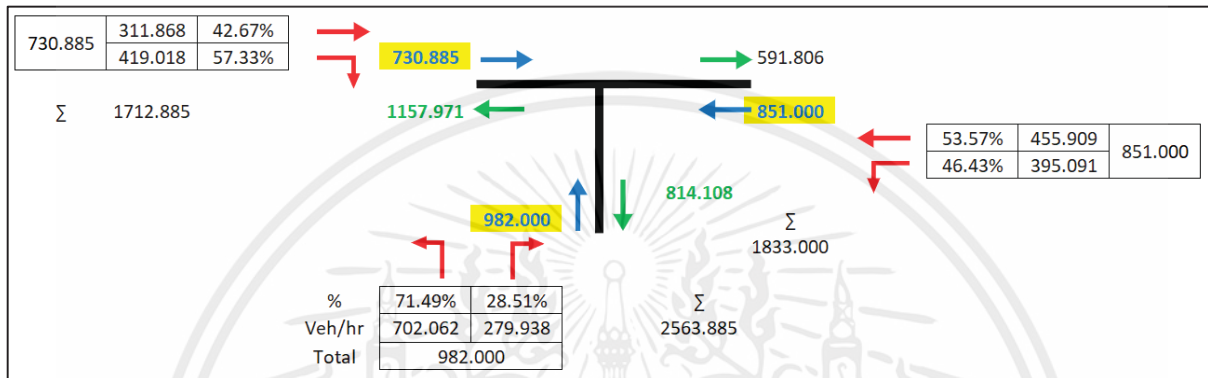 730.885 311.868 42.67%
419.018 57.33%
730.885
591.806
∑ 1712.885
1157.971
851.000
53.57% 455.909 851.000
46.43% 395.091
814.108
982.000
∑
1833.000
% 71.49% 28.51%
Veh/hr 702.062 279.938
Total 982.000
∑
2563.885